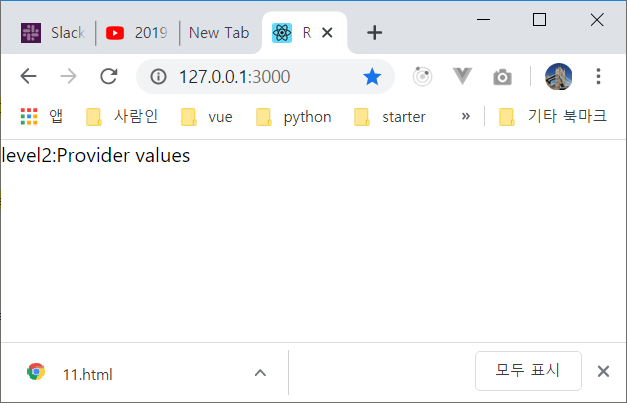 Slack 2019 New Tab R
127.0.0.1:3000
앱 사람인 vue python starter » 기타 북마크
level2:Provider values
11.html 모두 표시